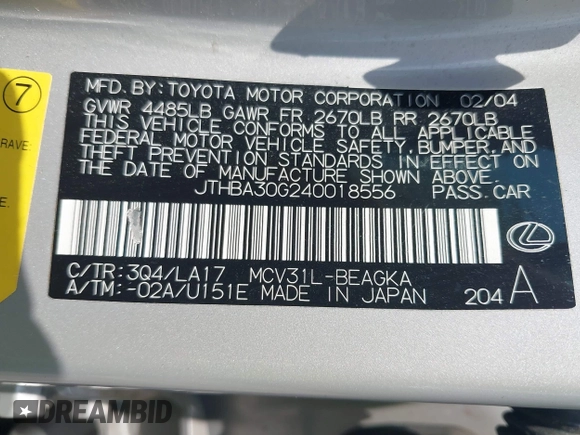 MFD. BY: TOYOTA MOTOR CORPORATION 02/04
GVWR 4485LB GAWR FR 2670LB RR 2670LB
THIS VEHICLE CONFORMS TO ALL APPLICABLE
FEDERAL MOTOR VEHICLE SAFETY, BUMPER, AND
THEFT PREVENTION STANDARDS IN EFFECT ON
THE DATE OF MANUFACTURE SHOWN ABOVE.
JTHBA30G240018556 PASS. CAR
C/TR: 3Q4/LA17 MCV31L-BEAGKA
A/TM: -02A/U151E MADE IN JAPAN 204 A
7
RAVE:
E.
DREAMBID